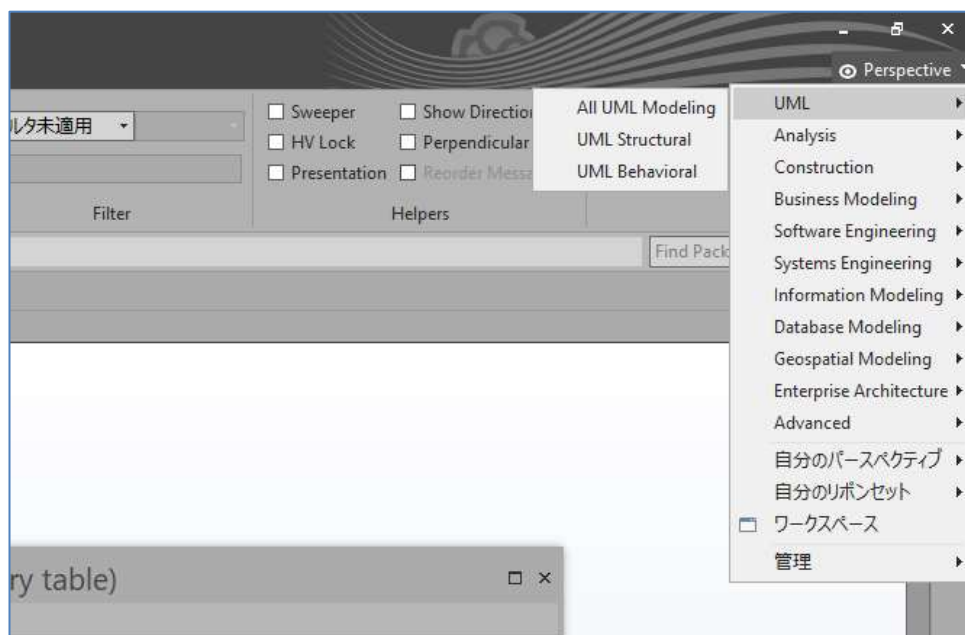 Perspective
ルタ未適用
Sweeper
Show Direction
HV Lock
Perpendicular
Presentation
Reorder Messa
Filter
Helpers
Find Pack
All UML Modeling
UML Structural
UML Behavioral
UML
Analysis
Construction
Business Modeling
Software Engineering
Systems Engineering
Information Modeling
Database Modeling
Geospatial Modeling
Enterprise Architecture
Advanced
自分のパースペクティブ
自分のリボンセット
ワークスペース
管理
ry table)